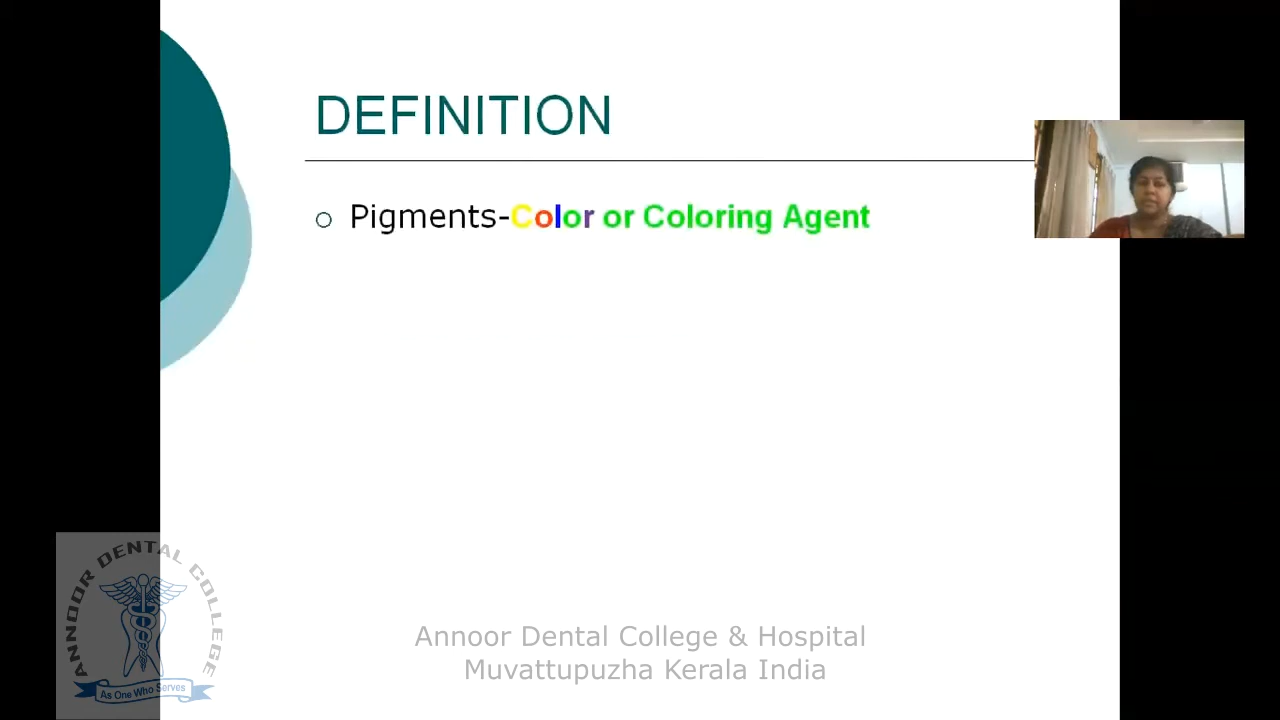 DEFINITION
Pigments-Color or Coloring Agent
ANNOOR DENTAL COLLEGE
As One Who Serves
Annoor Dental College & Hospital
Muvattupuzha Kerala India